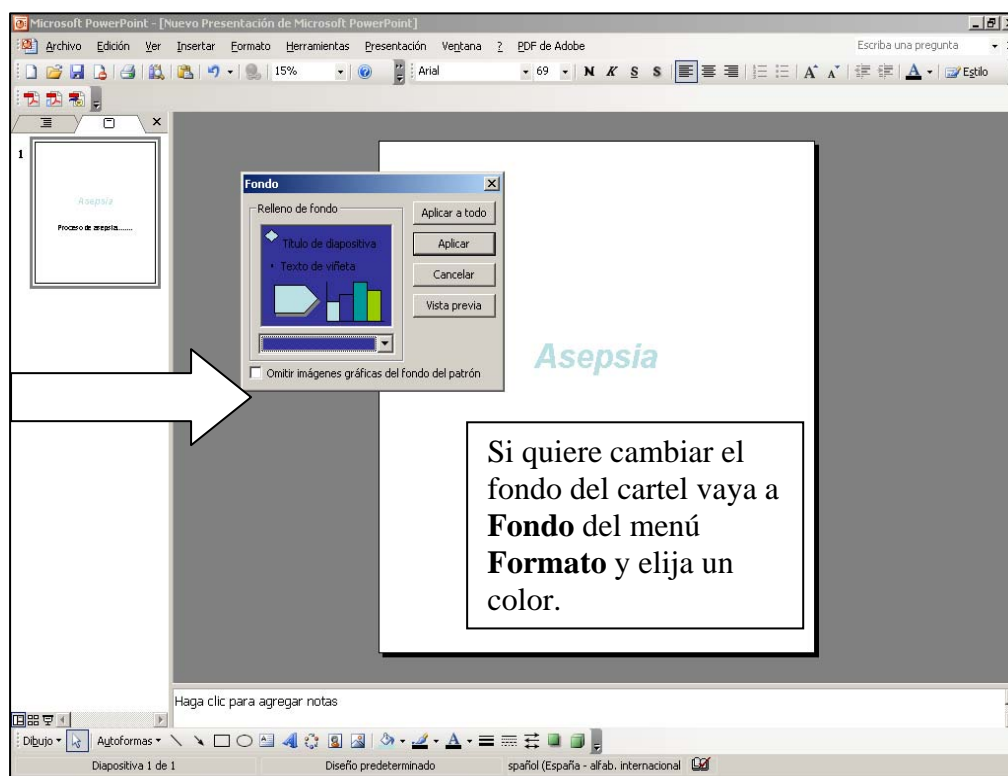 Microsoft PowerPoint - [Nuevo Presentación de Microsoft PowerPoint]
Archivo Edición Ver Insertar Formato Herramientas Presentación Ventana ? PDF de Adobe Escriba una pregunta
15% Arial 69 N K S S A A A Estilo
1
Asepsia
Proceso de asepsia........
Fondo
Relleno de fondo
Título de diapositiva
• Texto de viñeta
Aplicar a todo
Aplicar
Cancelar
Vista previa
Omitir imágenes gráficas del fondo del patrón
Asepsia
Si quiere cambiar el
fondo del cartel vaya a
Fondo del menú
Formato y elija un
color.
Haga clic para agregar notas
Dibujo Autoformas A
Diapositiva 1 de 1 Diseño predeterminado spañol (España - alfab. internacional